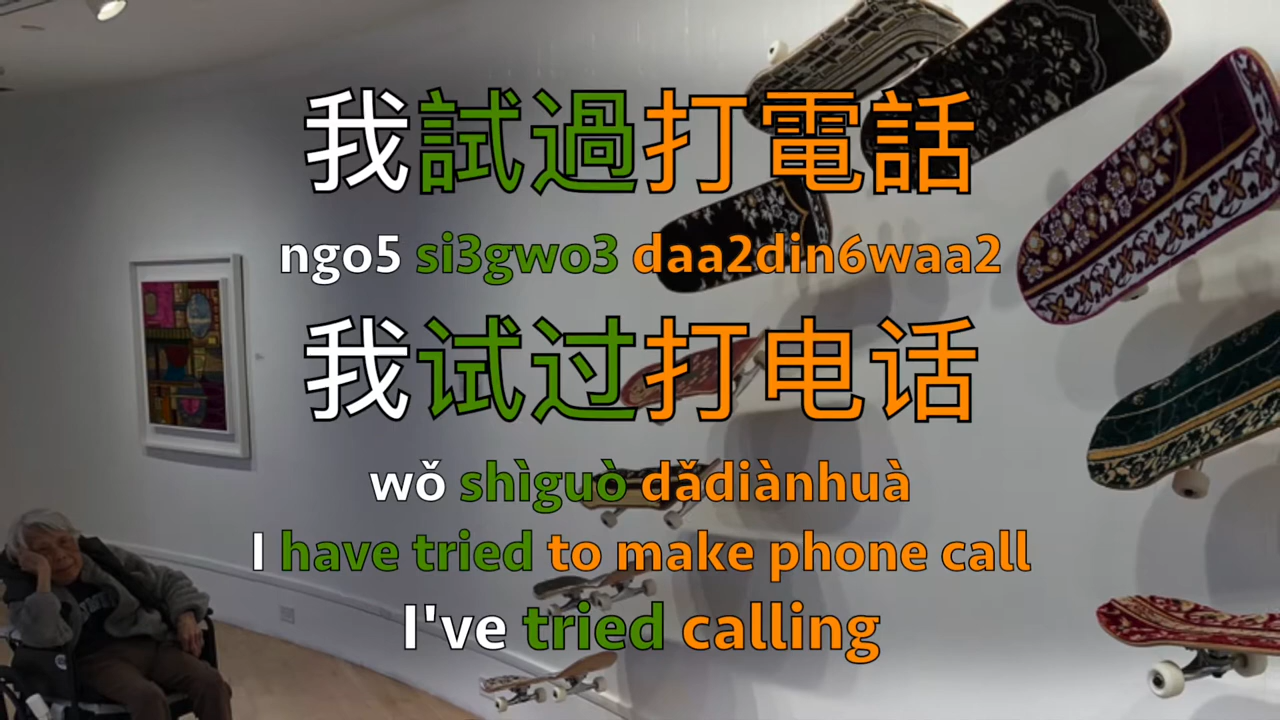 我試過打電話
ngo5 si3gwo3 daa2din6waa2
我试过打电话
wǒ shìguò dǎdiànhuà
I have tried to make phone call
I've tried calling